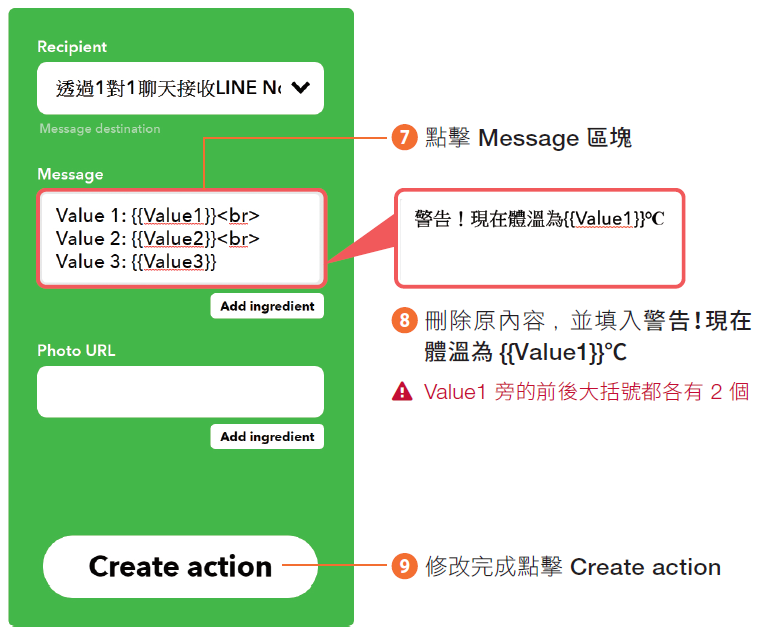 Recipient
透過1對1聊天接收LINE No
Message destination
7 點擊 Message 區塊
Message
Value 1: {{Value1}}<br>
Value 2: {{Value2}}<br>
Value 3: {{Value3}}
警告！現在體溫為{{Value1}}℃
Add ingredient
8 刪除原內容，並填入警告！現在
體溫為 {{Value1}}℃
Value1 旁的前後大括號都各有 2 個
Photo URL
Add ingredient
Create action
9 修改完成點擊 Create action